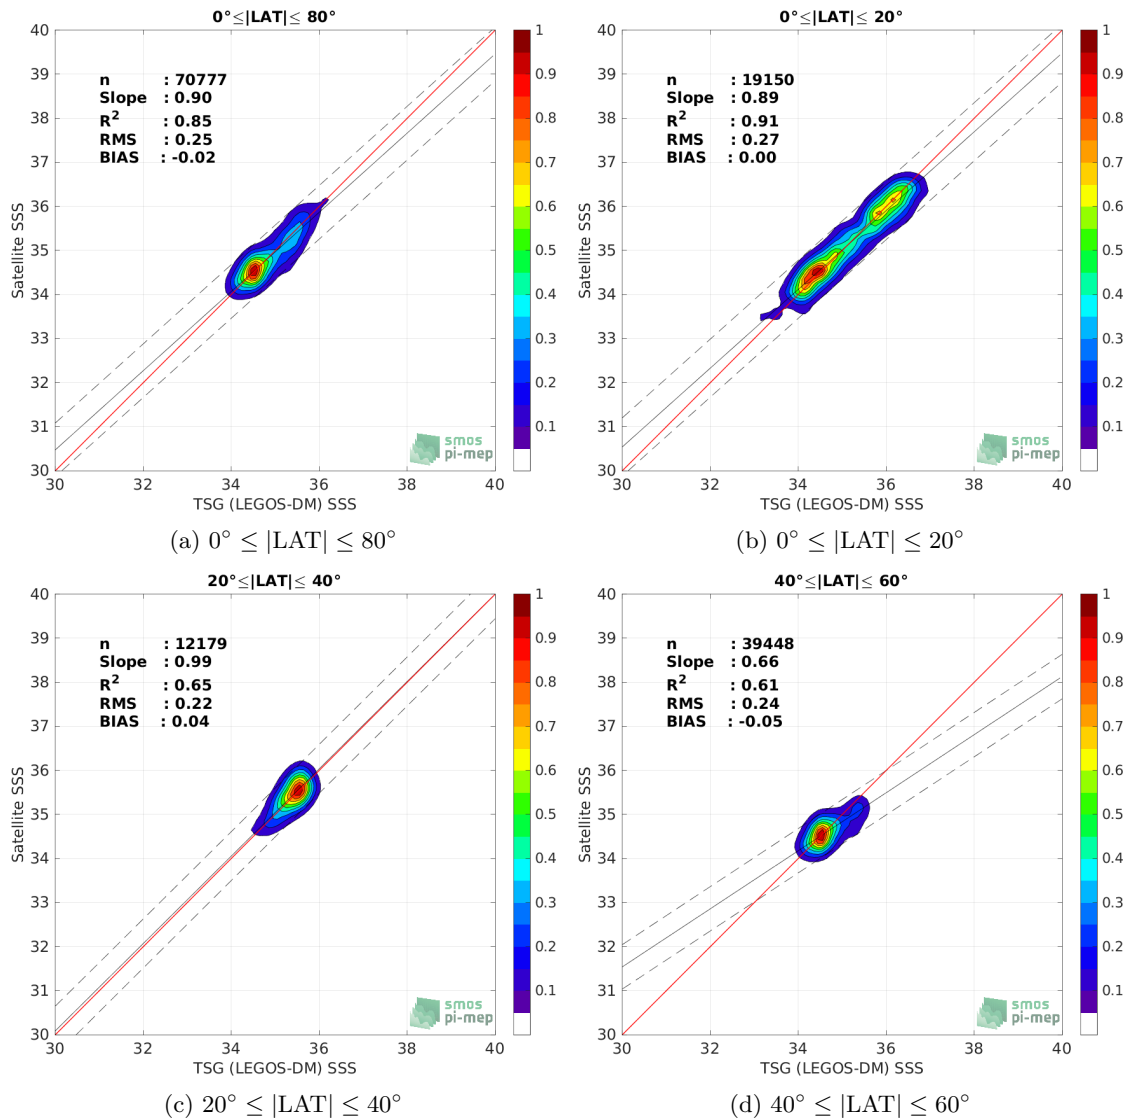 0°≤|LAT|≤ 80°
n : 70777
Slope : 0.90
R² : 0.85
RMS : 0.25
BIAS : -0.02
40
39
38
37
36
35
34
33
32
31
30
30 32 34 36 38 40
1
0.9
0.8
0.7
0.6
0.5
0.4
0.3
0.2
0.1
Satellite SSS
TSG (LEGOS-DM) SSS
smos
pi-mep
(a) 0° ≤ |LAT| ≤ 80°
0°≤|LAT|≤ 20°
n : 19150
Slope : 0.89
R² : 0.91
RMS : 0.27
BIAS : 0.00
40
39
38
37
36
35
34
33
32
31
30
30 32 34 36 38 40
1
0.9
0.8
0.7
0.6
0.5
0.4
0.3
0.2
0.1
Satellite SSS
TSG (LEGOS-DM) SSS
smos
pi-mep
(b) 0° ≤ |LAT| ≤ 20°
20°≤|LAT|≤ 40°
n : 12179
Slope : 0.99
R² : 0.65
RMS : 0.22
BIAS : 0.04
40
39
38
37
36
35
34
33
32
31
30
30 32 34 36 38 40
1
0.9
0.8
0.7
0.6
0.5
0.4
0.3
0.2
0.1
Satellite SSS
TSG (LEGOS-DM) SSS
smos
pi-mep
(c) 20° ≤ |LAT| ≤ 40°
40°≤|LAT|≤ 60°
n : 39448
Slope : 0.66
R² : 0.61
RMS : 0.24
BIAS : -0.05
40
39
38
37
36
35
34
33
32
31
30
30 32 34 36 38 40
1
0.9
0.8
0.7
0.6
0.5
0.4
0.3
0.2
0.1
Satellite SSS
TSG (LEGOS-DM) SSS
smos
pi-mep
(d) 40° ≤ |LAT| ≤ 60°